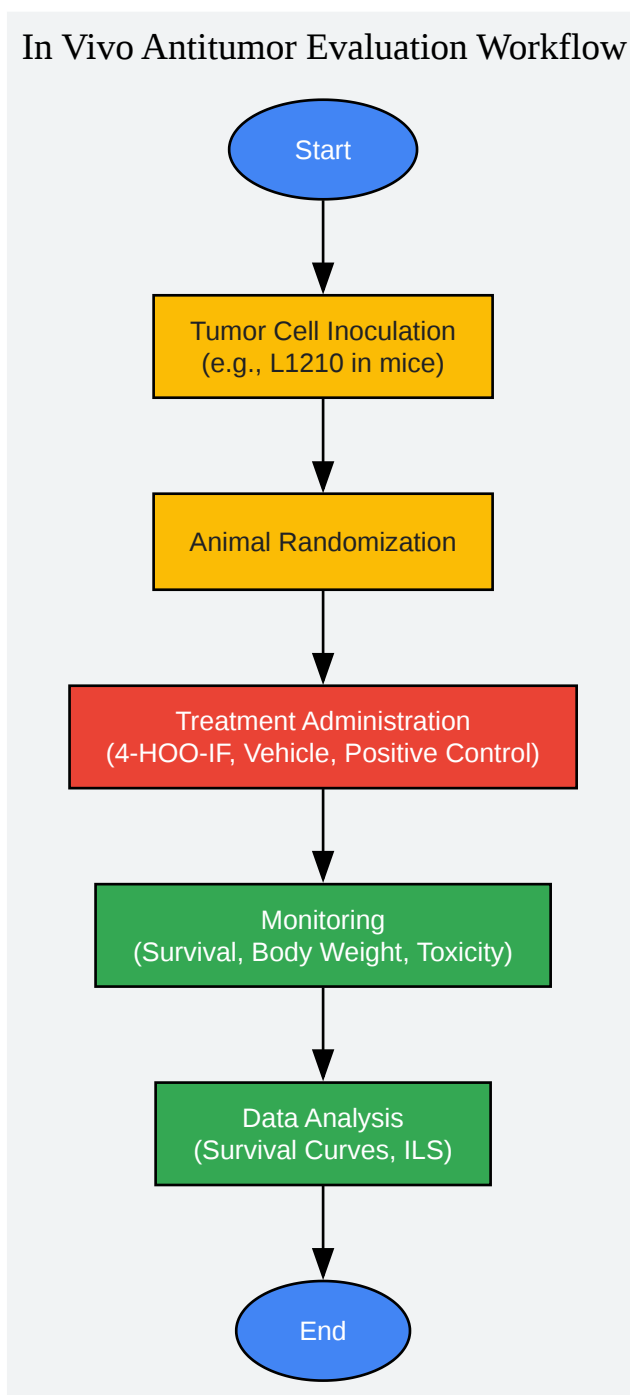 In Vivo Antitumor Evaluation Workflow
Start
Tumor Cell Inoculation
(e.g., L1210 in mice)
Animal Randomization
Treatment Administration
(4-HOO-IF, Vehicle, Positive Control)
Monitoring
(Survival, Body Weight, Toxicity)
Data Analysis
(Survival Curves, ILS)
End